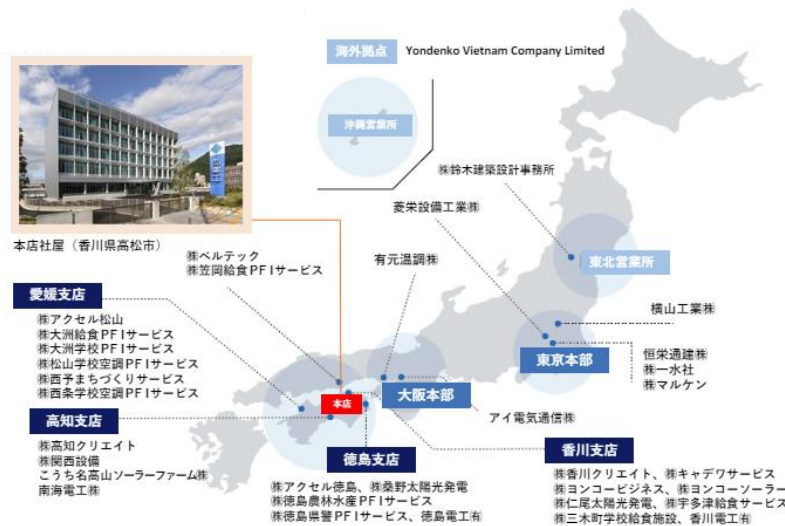 海外拠点 Yondenko Vietnam Company Limited
沖縄営業所
㈱鈴木建築設計事務所
菱栄設備工業㈱
本店社屋（香川県高松市）
㈱ベルテック
㈱笠岡給食PFIサービス
有元温調㈱
東北営業所
愛媛支店
㈱アクセル松山
㈱大洲給食PFIサービス
㈱大洲学校PFIサービス
㈱松山学校空調PFIサービス
㈱西予まちづくりサービス
㈱西条学校空調PFIサービス
横山工業㈱
東京本部
恒栄通建㈱
㈱一水社
㈱マルケン
大阪本部
本店
アイ電気通信㈱
高知支店
㈱高知クリエイト
㈱関西設備
こうち名高山ソーラーファーム㈱
南海電工㈱
徳島支店
㈱アクセル徳島、㈱桑野太陽光発電
㈱徳島農林水産PFIサービス
㈱徳島県警PFIサービス、徳島電工㈲
香川支店
㈱香川クリエイト、㈱キャデワサービス
㈱ヨンコービジネス、㈱ヨンコーソーラー
㈱仁尾太陽光発電、㈱宇多津給食サービス
㈱三木町学校給食施設、香川電工㈲